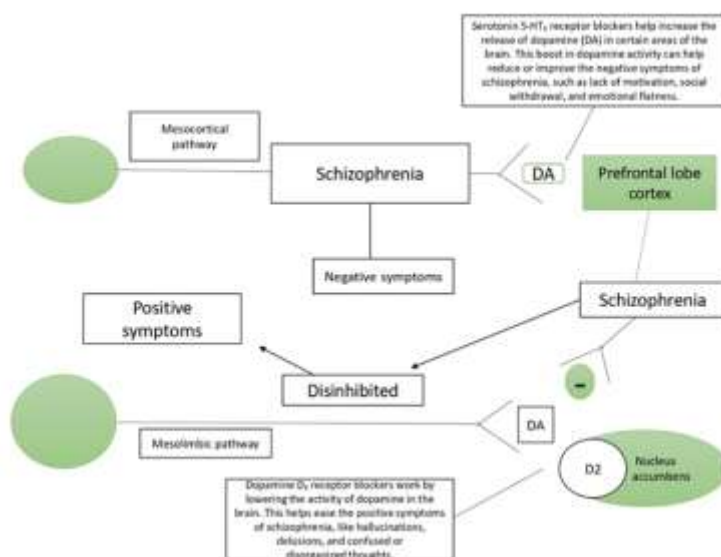 Serotonin 5-HT₂ receptor blockers help increase the
release of dopamine (DA) in certain areas of the
brain. This boost in dopamine activity can help
reduce or improve the negative symptoms of
schizophrenia, such as lack of motivation, social
withdrawal, and emotional flatness.
Mesocortical
pathway
Schizophrenia
DA
Prefrontal lobe
cortex
Negative symptoms
Schizophrenia
Positive
symptoms
Disinhibited
-
DA
Mesolimbic pathway
D2
Nucleus
accumbens
Dopamine D₂ receptor blockers work by
lowering the activity of dopamine in the
brain. This helps ease the positive symptoms
of schizophrenia, like hallucinations,
delusions, and confused or
disorganized thoughts.